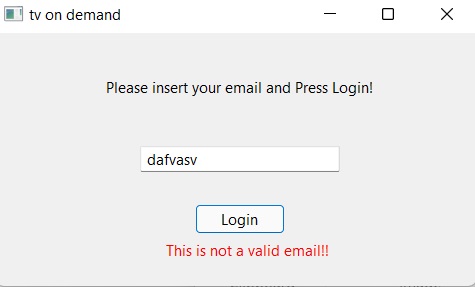 tv on demand
Please insert your email and Press Login!
dafvasv
Login
This is not a valid email!!